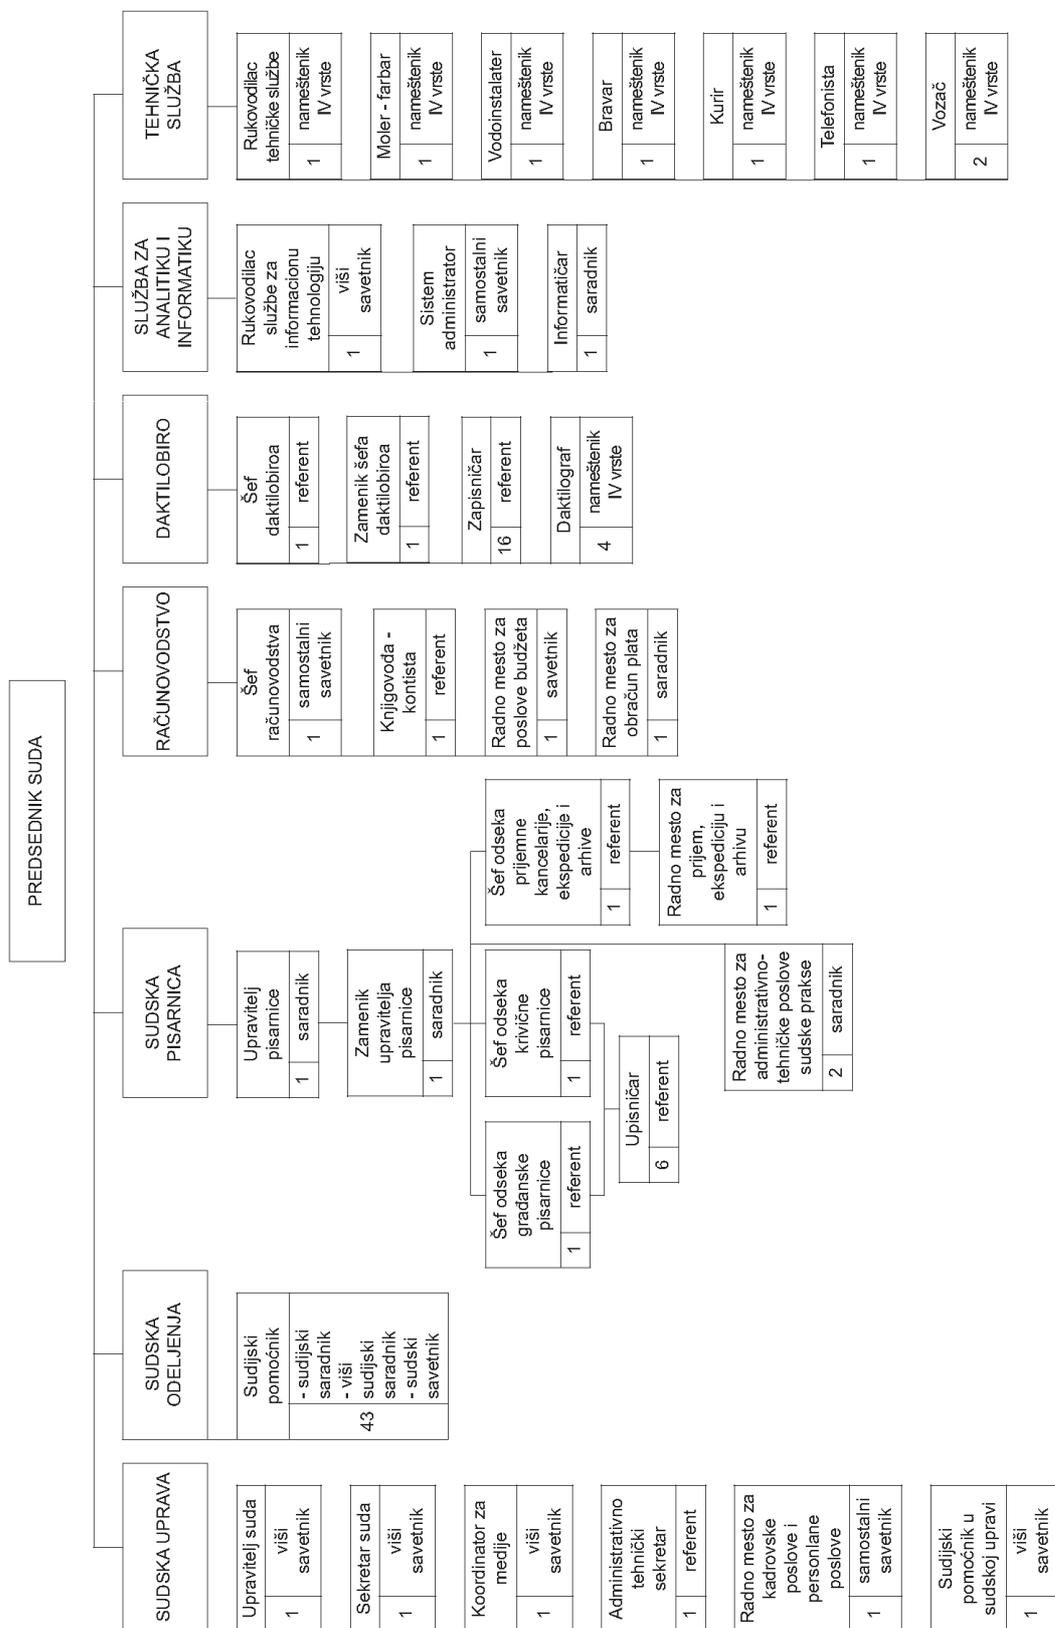 PREDSEDNIK SUDA
SUDSKA UPRAVA
Upravitelj suda
1
viši
savetnik
Sekretar suda
1
viši
savetnik
Koordinator za
medije
1
viši
savetnik
Administrativno
tehnički
sekretar
1
referent
Radno mesto za
kadrovske
poslove i
personlane
poslove
1
samostalni
savetnik
Sudijski
pomoćnik u
sudskoj upravi
1
viši
savetnik
SUDSKA
ODELJENJA
Sudijski
pomoćnik
43
- sudijski
saradnik
- viši
sudijski
saradnik
- sudski
savetnik
SUDSKA
PISARNICA
Upravitelj
pisarnice
1
saradnik
Zamenik
upravitelja
pisarnice
1
saradnik
Šef odseka
građanske
pisarnice
1
referent
Šef odseka
krivične
pisarnice
1
referent
Upisničar
6
referent
Šef odseka
prijemne
kancelarije,
ekspedicije i
arhive
1
referent
Radno mesto za
prijem,
ekspediciju i
arhivu
1
referent
Radno mesto za
administrativno-
tehničke poslove
sudske prakse
2
saradnik
RAČUNOVODSTVO
Šef
računovodstva
1
samostalni
savetnik
Knjigovođa -
kontista
1
referent
Radno mesto za
poslove budžeta
1
savetnik
Radno mesto za
obračun plata
1
saradnik
DAKTILOBIRO
Šef
daktilobiroa
1
referent
Zamenik šefa
daktilobiroa
1
referent
Zapisničar
16
referent
Daktilograf
4
nameštenik
IV vrste
SLUŽBA ZA
ANALITIKU I
INFORMATIKU
Rukovodilac
službe za
informacionu
tehnologiju
1
viši
savetnik
Sistem
administrator
1
samostalni
savetnik
Informatičar
1
saradnik
TEHNIČKA
SLUŽBA
Rukovodilac
tehničke službe
1
nameštenik
IV vrste
Moler - farbar
1
nameštenik
IV vrste
Vodoinstalater
1
nameštenik
IV vrste
Bravar
1
nameštenik
IV vrste
Kurir
1
nameštenik
IV vrste
Telefonista
1
nameštenik
IV vrste
Vozač
2
nameštenik
IV vrste